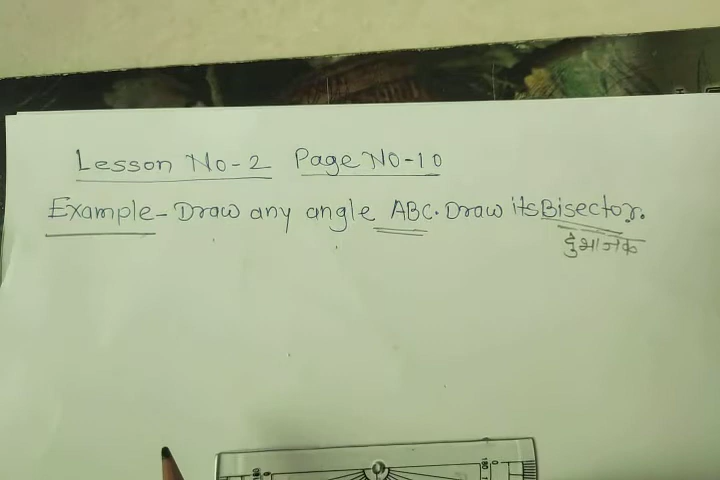 Lesson No-2 Page No-10
Example- Draw any angle ABC. Draw its Bisector.
दुभाजक